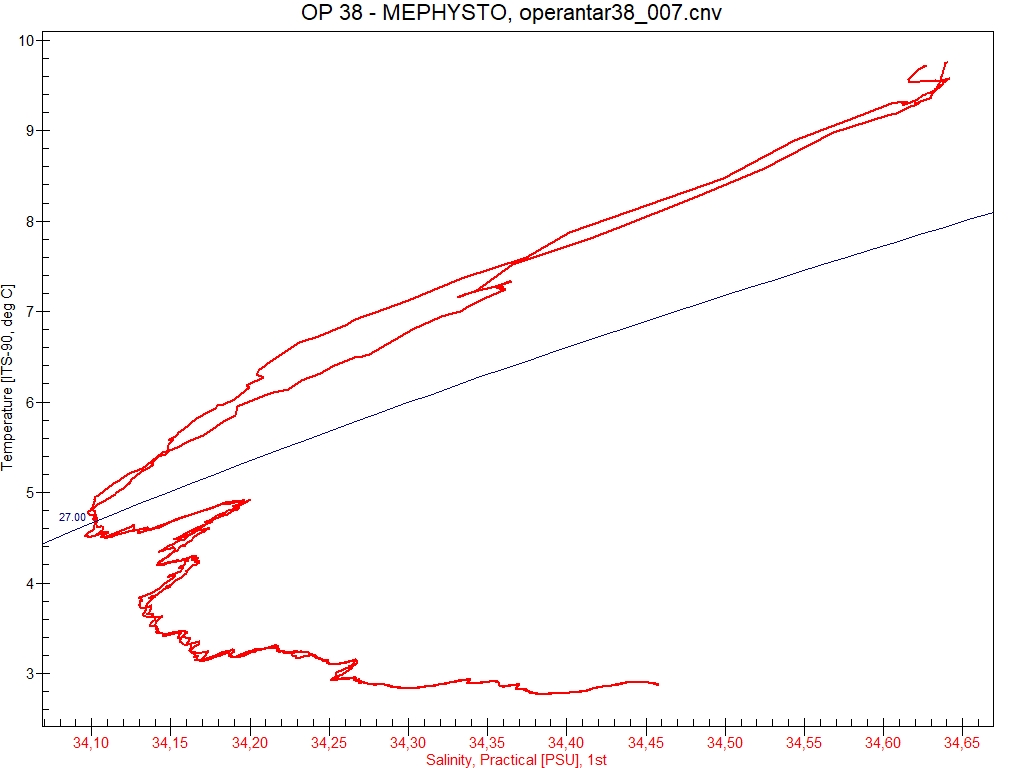 OP 38 - MEPHYSTO, operantar38_007.cnv
10
9
8
7
6
5
4
3
Temperature [ITS-90, deg C]
27.00
34,10 34,15 34,20 34,25 34,30 34,35 34,40 34,45 34,50 34,55 34,60 34,65
Salinity, Practical [PSU], 1st